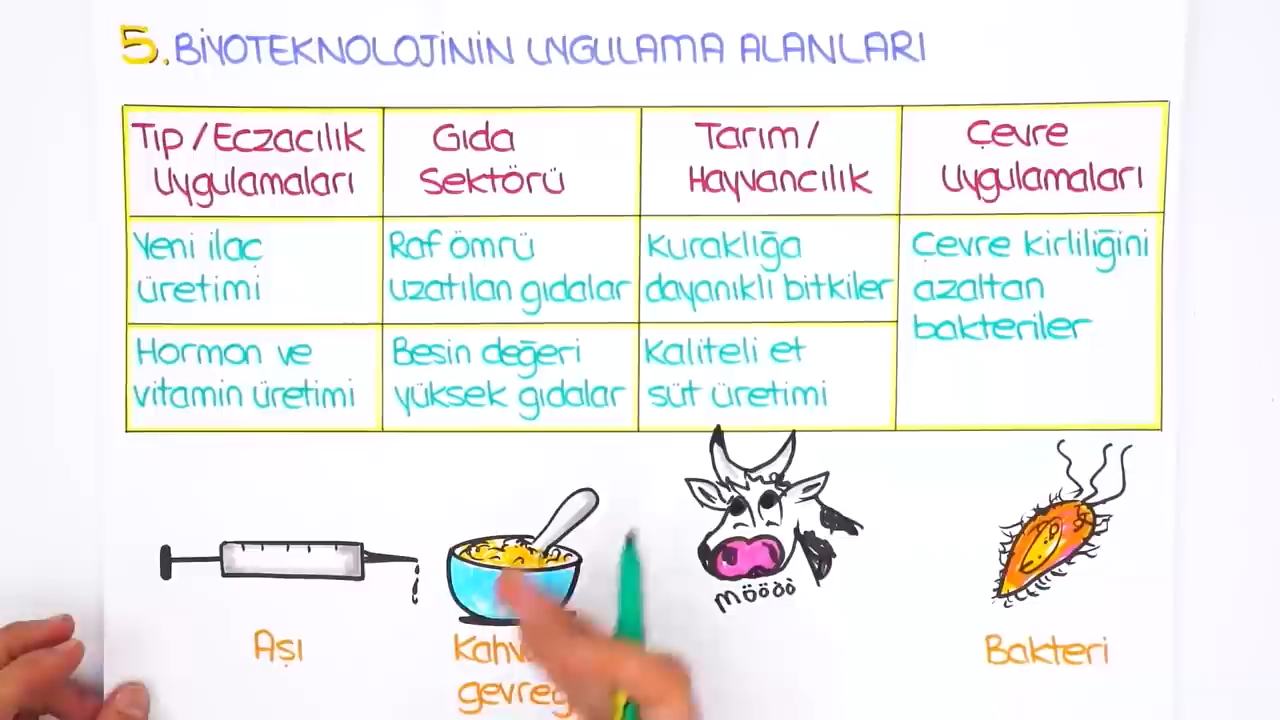 5. BİYOTEKNOLOJİNİN UYGULAMA ALANLARI
Tıp/Eczacılık
Uygulamaları
Gıda
Sektörü
Tarım/
Hayvancılık
Çevre
Uygulamaları
Yeni ilaç
üretimi
Raf ömrü
uzatılan gıdalar
Kuraklığa
dayanıklı bitkiler
Çevre kirliliğini
azaltan
bakteriler
Hormon ve
vitamin üretimi
Besin değeri
yüksek gıdalar
Kaliteli et
süt üretimi
möööö
Aşı
Bakteri